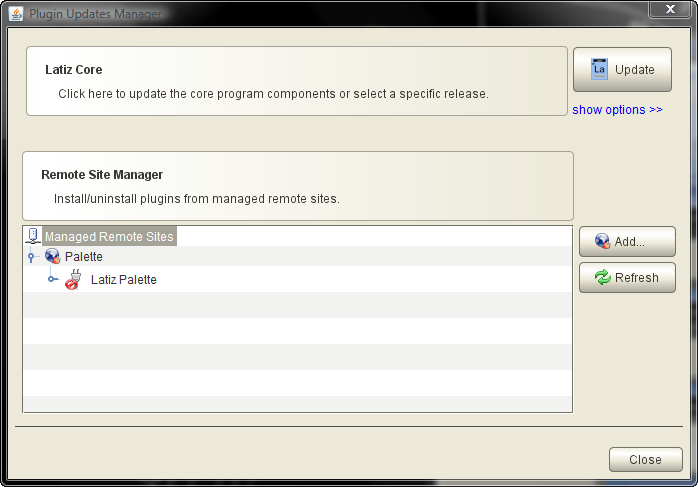 Plugin Updates Manager
Latiz Core
Click here to update the core program components or select a specific release.
La
Update
show options >>
Remote Site Manager
Install/uninstall plugins from managed remote sites.
Managed Remote Sites
Palette
Latiz Palette
Add...
Refresh
Close